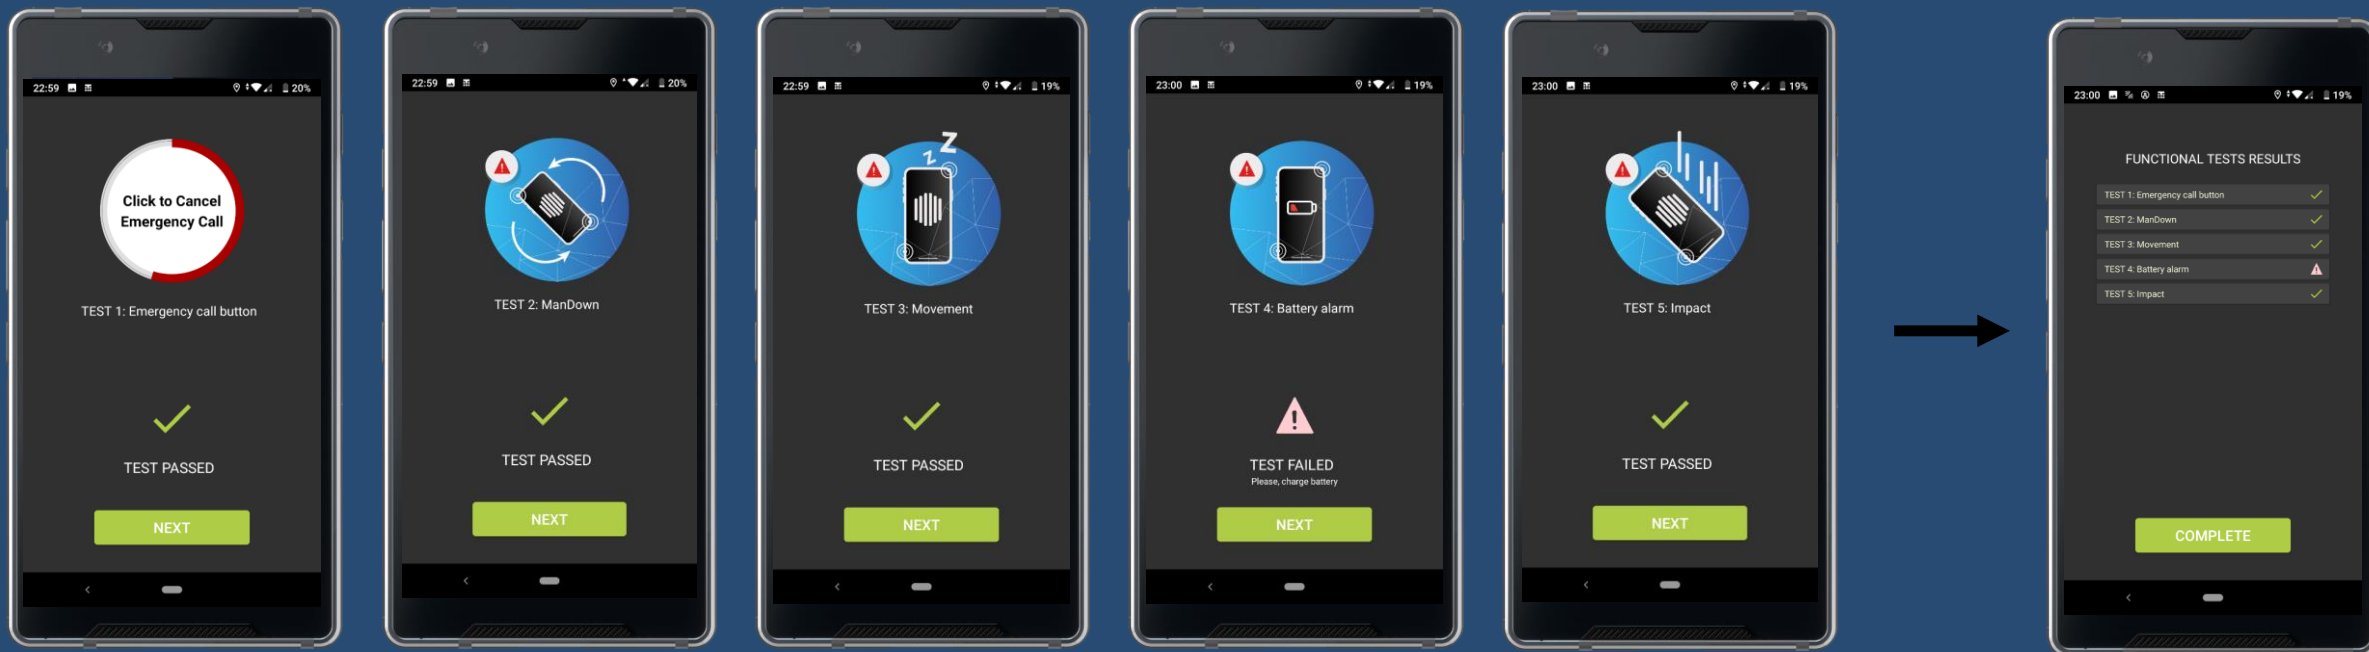 22:59
20%
Click to Cancel
Emergency Call
TEST 1: Emergency call button
TEST PASSED
NEXT
22:59
20%
TEST 2: ManDown
TEST PASSED
NEXT
22:59
19%
Z
Z
TEST 3: Movement
TEST PASSED
NEXT
23:00
19%
TEST 4: Battery alarm
TEST FAILED
Please, charge battery
NEXT
23:00
19%
TEST 5: Impact
TEST PASSED
NEXT
23:00
19%
FUNCTIONAL TESTS RESULTS
TEST 1: Emergency call button
TEST 2: ManDown
TEST 3: Movement
TEST 4: Battery alarm
TEST 5: Impact
COMPLETE